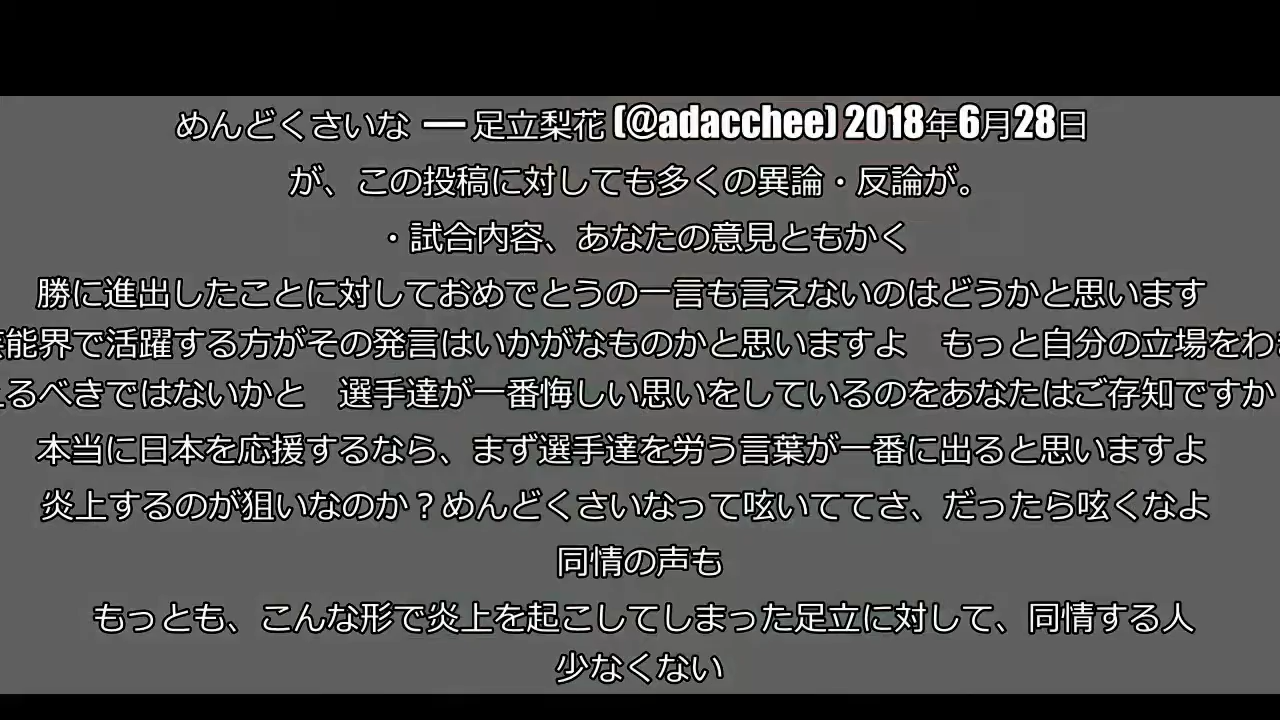 めんどくさいな — 足立梨花 (@adacchee) 2018年6月28日
が、この投稿に対しても多くの異論・反論が。
・試合内容、あなたの意見ともかく
勝に進出したことに対しておめでとうの一言も言えないのはどうかと思います
能界で活躍する方がその発言はいかがなものかと思いますよ　もっと自分の立場をわ
るべきではないかと　選手達が一番悔しい思いをしているのをあなたはご存知ですか
本当に日本を応援するなら、まず選手達を労う言葉が一番に出ると思いますよ
炎上するのが狙いなのか？めんどくさいなって呟いててさ、だったら呟くなよ
同情の声も
もっとも、こんな形で炎上を起こしてしまった足立に対して、同情する人
少なくない